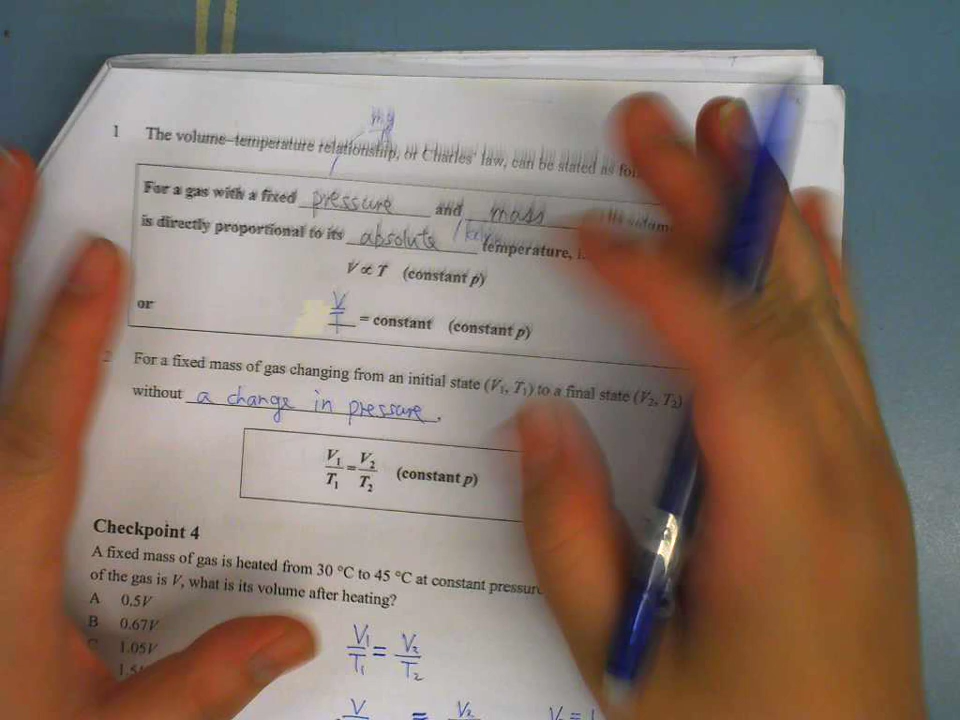 mg
1 The volume–temperature relationship, or Charles' law, can be stated as
For a gas with a fixed pressure and mass
is directly proportional to its absolute / temperature,
V ∝ T (constant p)
or V/T = constant (constant p)
2 For a fixed mass of gas changing from an initial state (V₁, T₁) to a final state (V₂, T₂)
without a change in pressure.
V₁/T₁ = V₂/T₂ (constant p)
Checkpoint 4
A fixed mass of gas is heated from 30 °C to 45 °C at constant pressure
of the gas is V, what is its volume after heating?
A 0.5V
B 0.67V
C 1.05V
V₁/T₁ = V₂/T₂
V = V₂ V =